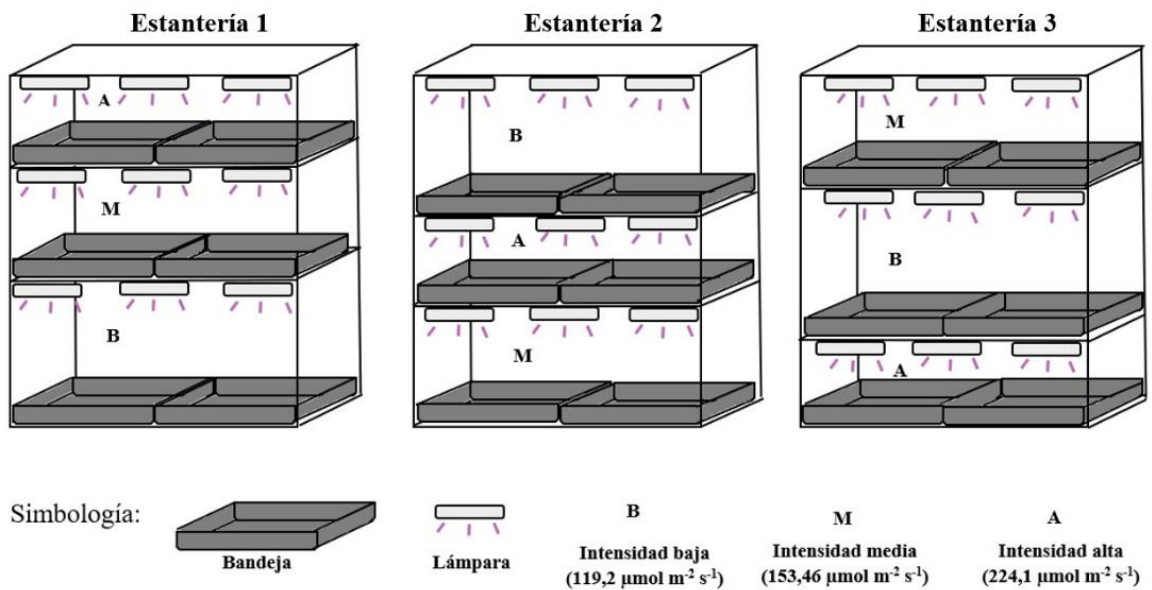 Estantería 1 Estantería 2 Estantería 3
A
M
B
B
A
M
M
B
A
Simbología:
Bandeja
Lámpara
B
Intensidad baja
(119,2 µmol m⁻² s⁻¹)
M
Intensidad media
(153,46 µmol m⁻² s⁻¹)
A
Intensidad alta
(224,1 µmol m⁻² s⁻¹)